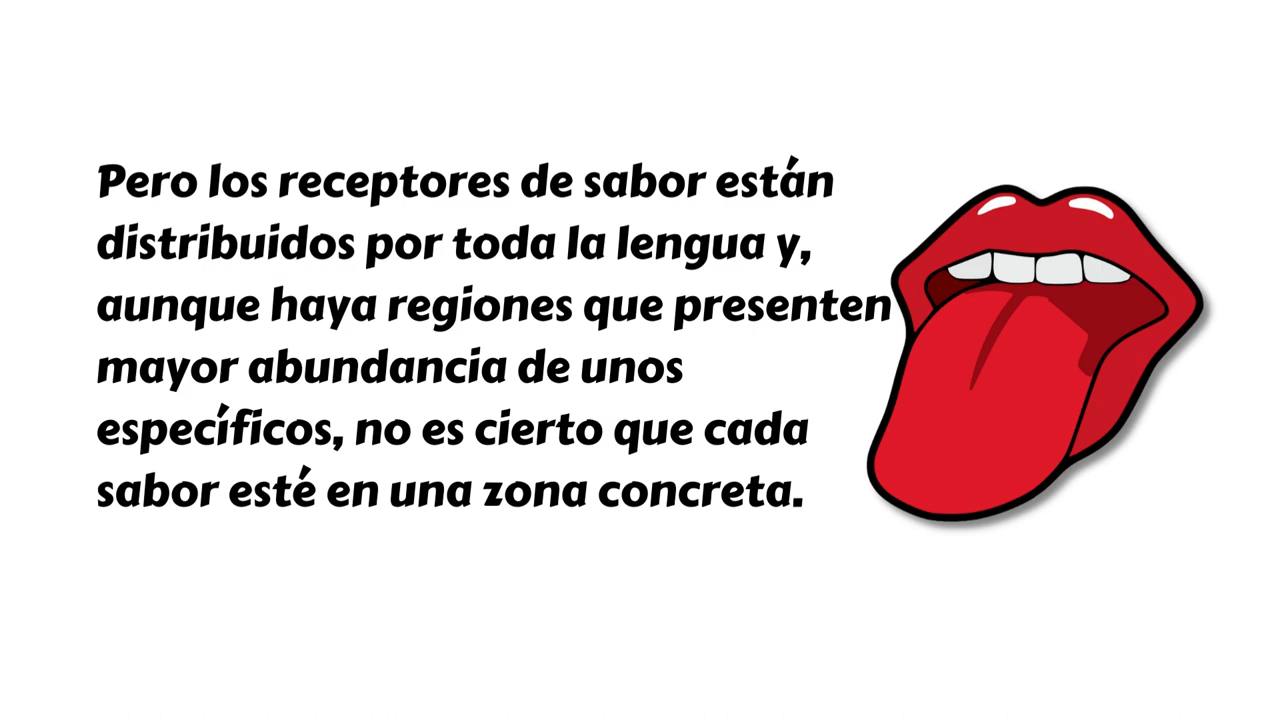 Pero los receptores de sabor están
distribuidos por toda la lengua y,
aunque haya regiones que presenten
mayor abundancia de unos
específicos, no es cierto que cada
sabor esté en una zona concreta.